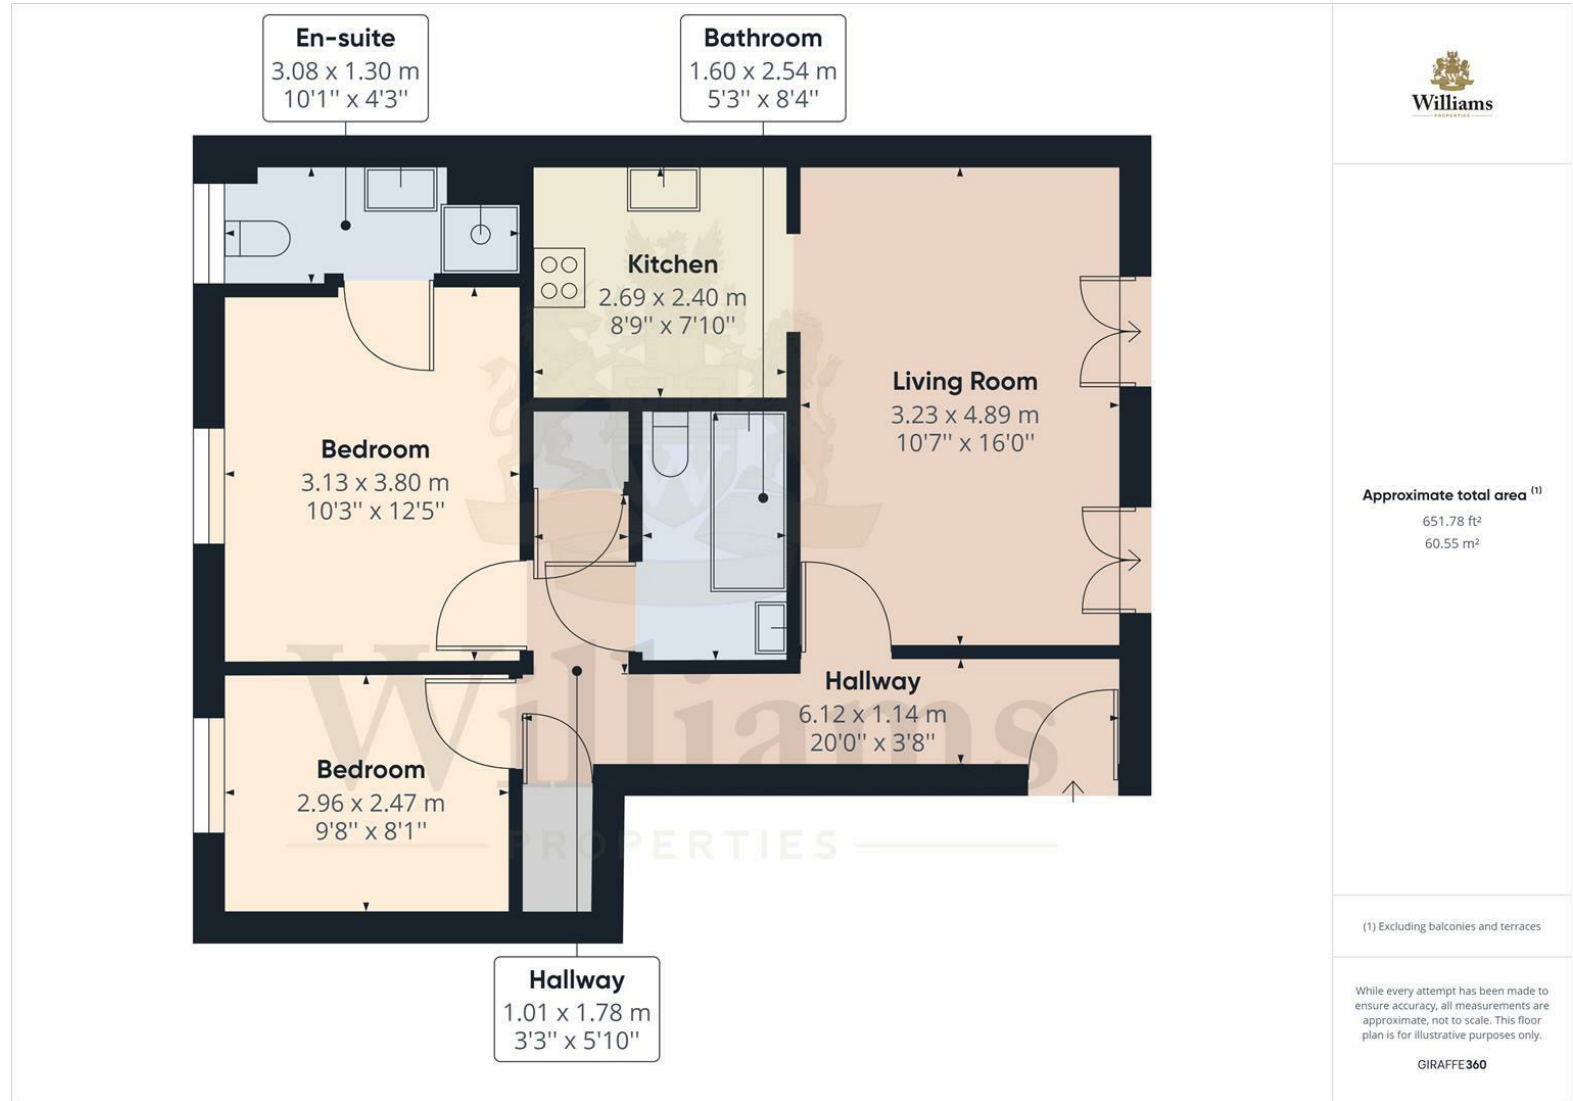 En-suite
3.08 x 1.30 m
10'1'' x 4'3''
Bathroom
1.60 x 2.54 m
5'3'' x 8'4''
Kitchen
2.69 x 2.40 m
8'9'' x 7'10''
Living Room
3.23 x 4.89 m
10'7'' x 16'0''
Bedroom
3.13 x 3.80 m
10'3'' x 12'5''
Hallway
6.12 x 1.14 m
20'0'' x 3'8''
Bedroom
2.96 x 2.47 m
9'8'' x 8'1''
Hallway
1.01 x 1.78 m
3'3'' x 5'10''
W
Williams
PROPERTIES
Williams
PROPERTIES
Approximate total area (1)
651.78 ft²
60.55 m²
(1) Excluding balconies and terraces
While every attempt has been made to
ensure accuracy, all measurements are
approximate, not to scale. This floor
plan is for illustrative purposes only.
GIRAFFE360